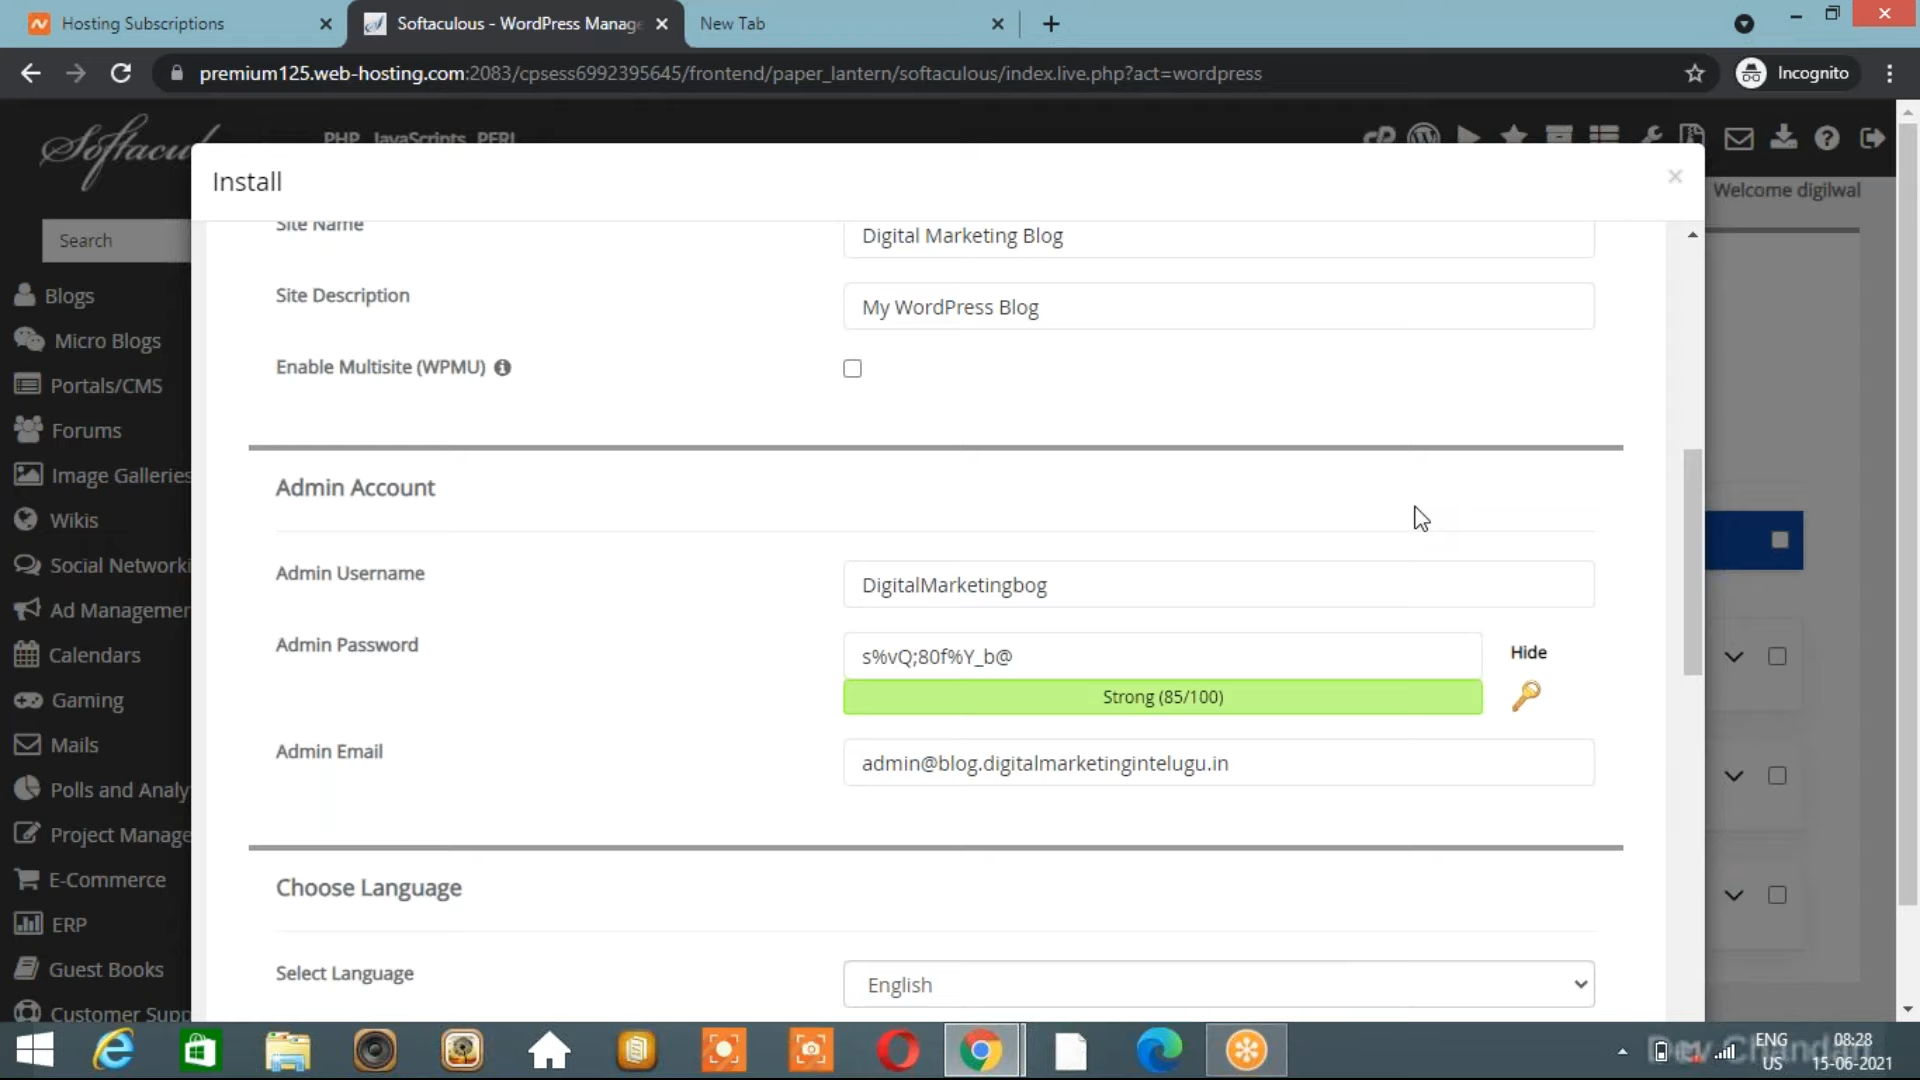 Hosting Subscriptions
Softaculous - WordPress Manag
New Tab
premium125.web-hosting.com:2083/cpsess6992395645/frontend/paper_lantern/softaculous/index.live.php?act=wordpress
Incognito
Softacul
PHP JavaScripts PERL
Welcome digilwal
Search
Blogs
Micro Blogs
Portals/CMS
Forums
Image Galleries
Wikis
Social Networki
Ad Managemen
Calendars
Gaming
Mails
Polls and Analy
Project Manage
E-Commerce
ERP
Guest Books
Customer Supp
Install
Site Name
Digital Marketing Blog
Site Description
My WordPress Blog
Enable Multisite (WPMU)
Admin Account
Admin Username
DigitalMarketingbog
Admin Password
s%vQ;80f%Y_b@
Hide
Strong (85/100)
Admin Email
admin@blog.digitalmarketingintelugu.in
Choose Language
Select Language
English
ENG
US
08:28
15-06-2021